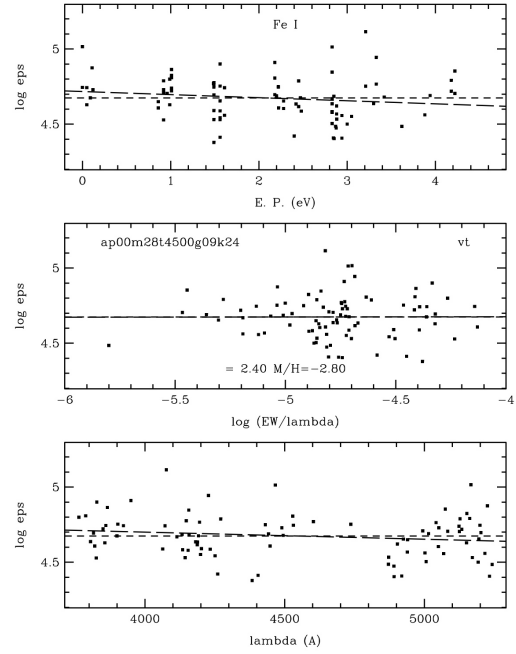 Fe I
log eps
5
4.5
0 1 2 3 4
E. P. (eV)
ap00m28t4500g09k24 vt
log eps
5
4.5
= 2.40 M/H=−2.80
−6 −5.5 −5 −4.5 −4
log (EW/lambda)
log eps
5
4.5
4000 4500 5000
lambda (A)